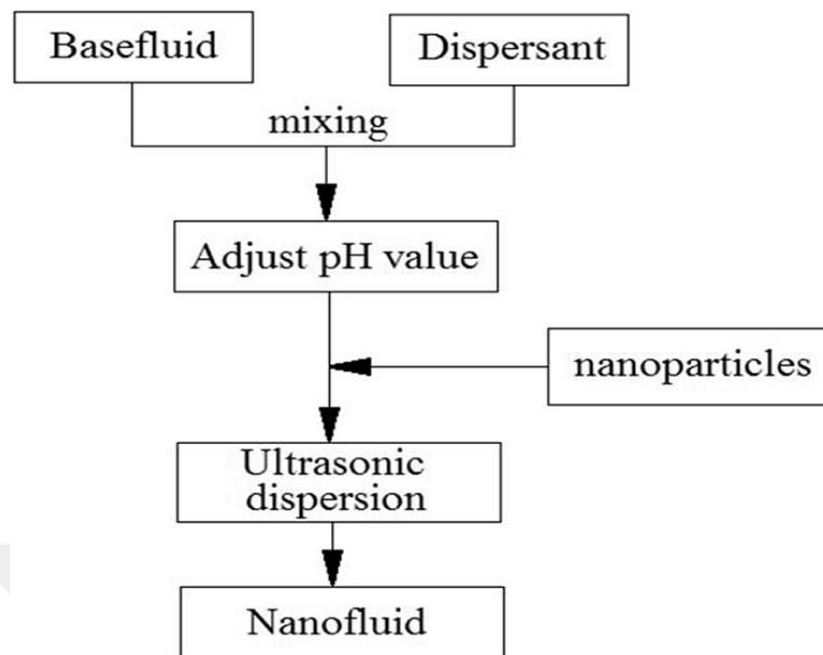 Basefluid
Dispersant
mixing
Adjust pH value
nanoparticles
Ultrasonic
dispersion
Nanofluid